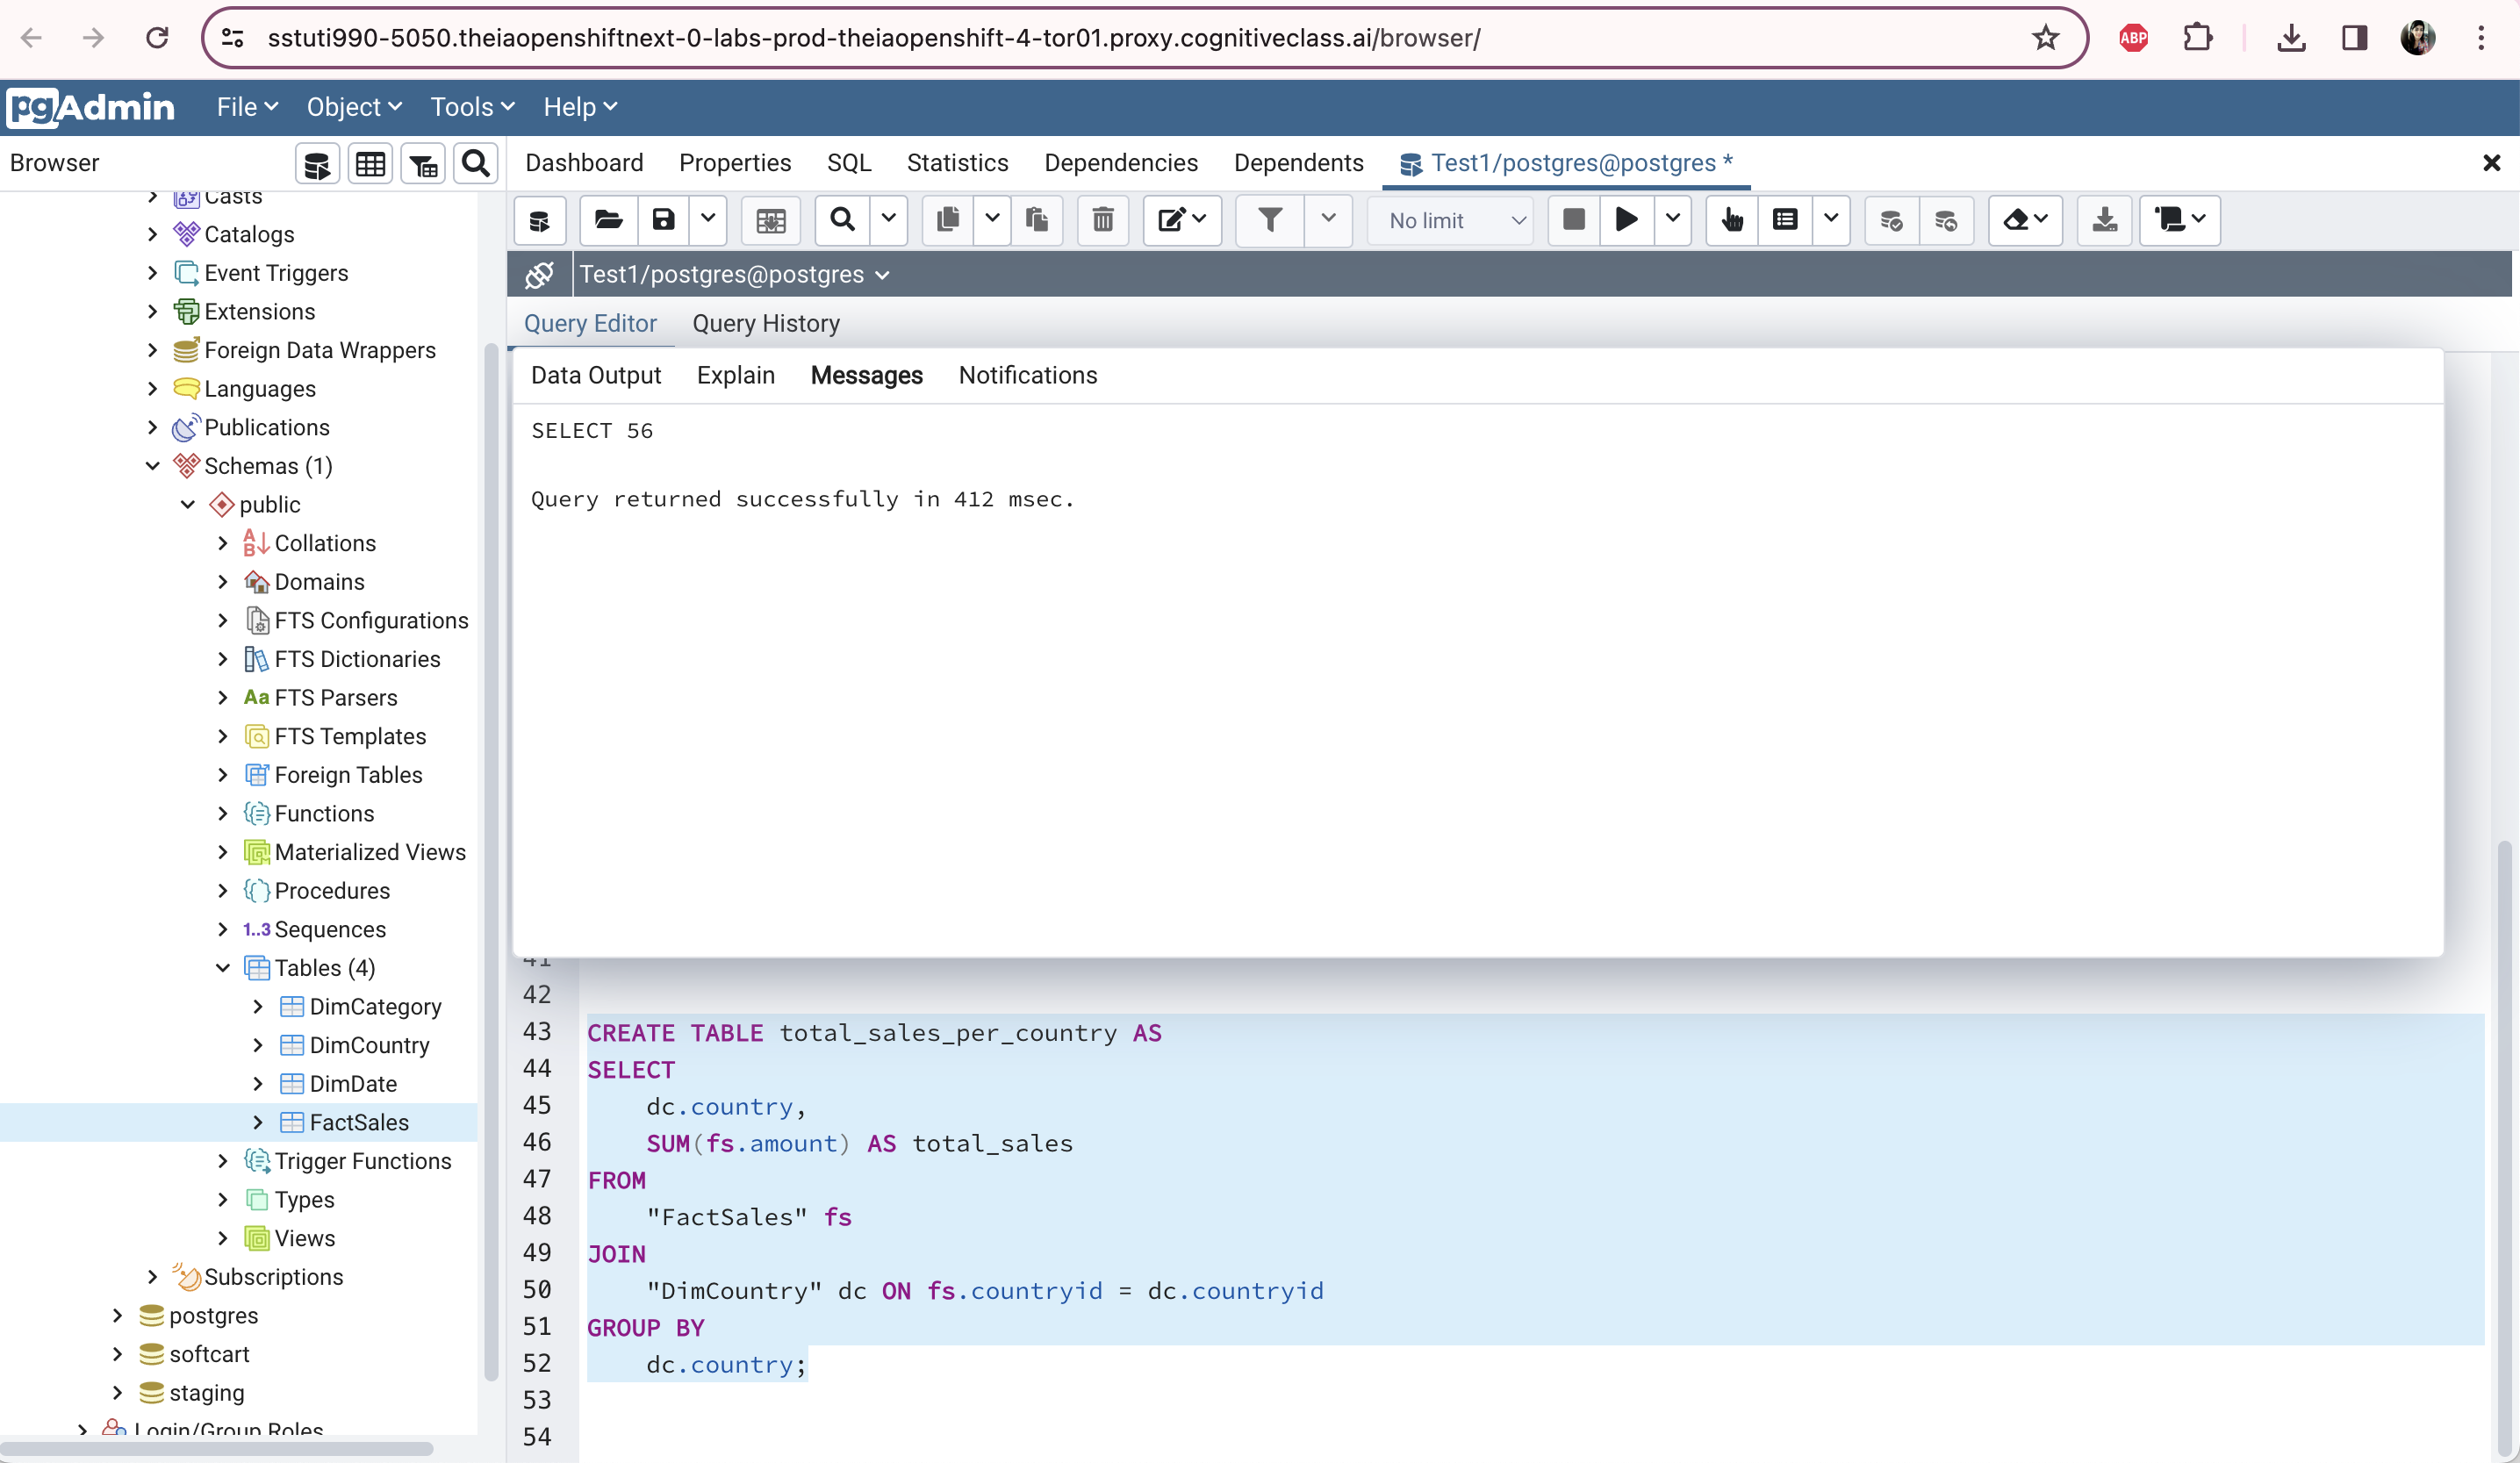 sstuti990-5050.theiaopenshiftnext-0-labs-prod-theiaopenshift-4-tor01.proxy.cognitiveclass.ai/browser/
ABP
pgAdmin File Object Tools Help
Browser
Dashboard Properties SQL Statistics Dependencies Dependents Test1/postgres@postgres *
No limit
Test1/postgres@postgres
Query Editor Query History
Casts
Catalogs
Event Triggers
Extensions
Foreign Data Wrappers
Languages
Publications
Schemas (1)
public
Collations
Domains
FTS Configurations
FTS Dictionaries
Aa FTS Parsers
FTS Templates
Foreign Tables
Functions
Materialized Views
Procedures
1..3 Sequences
Tables (4)
DimCategory
DimCountry
DimDate
FactSales
Trigger Functions
Types
Views
Subscriptions
postgres
softcart
staging
Login/Group Roles
Data Output Explain Messages Notifications
SELECT 56
Query returned successfully in 412 msec.
41
42
43 CREATE TABLE total_sales_per_country AS
44 SELECT
45 dc.country,
46 SUM(fs.amount) AS total_sales
47 FROM
48 "FactSales" fs
49 JOIN
50 "DimCountry" dc ON fs.countryid = dc.countryid
51 GROUP BY
52 dc.country;
53
54